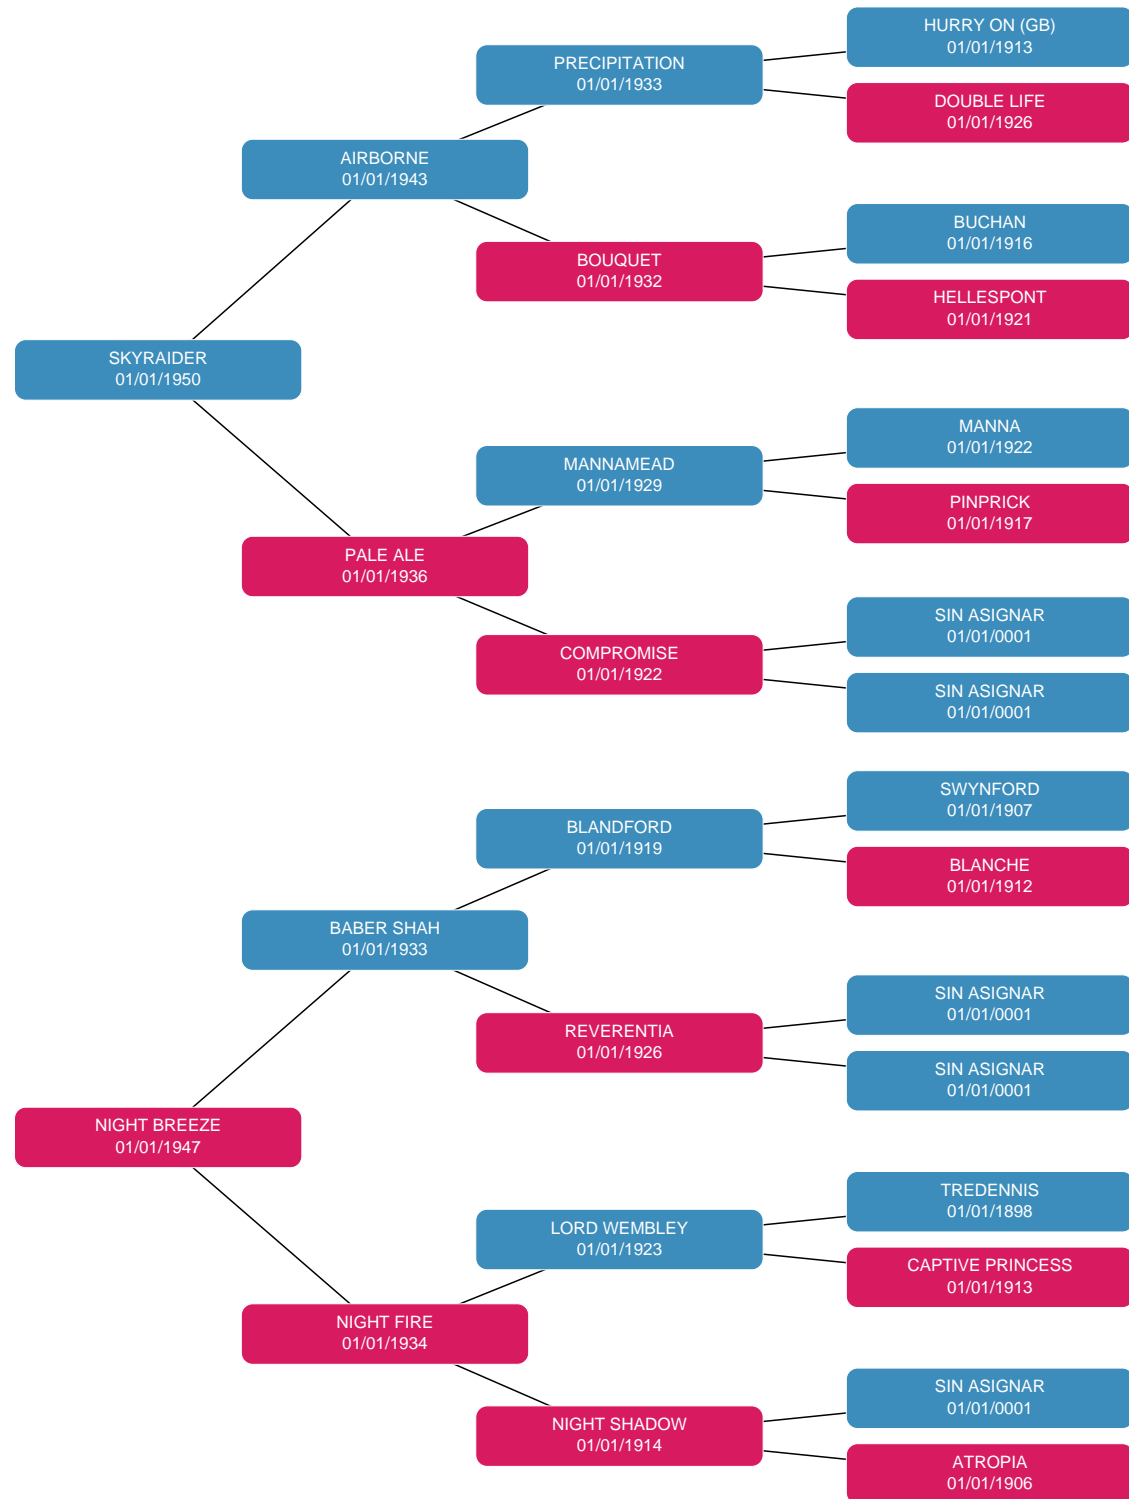 HURRY ON (GB)
01/01/1913
PRECIPITATION
01/01/1933
DOUBLE LIFE
01/01/1926
AIRBORNE
01/01/1943
BUCHAN
01/01/1916
BOUQUET
01/01/1932
HELLESPONT
01/01/1921
SKYRAIDER
01/01/1950
MANNA
01/01/1922
MANNAMEAD
01/01/1929
PINPRICK
01/01/1917
PALE ALE
01/01/1936
SIN ASIGNAR
01/01/0001
COMPROMISE
01/01/1922
SIN ASIGNAR
01/01/0001
SWYNFORD
01/01/1907
BLANDFORD
01/01/1919
BLANCHE
01/01/1912
BABER SHAH
01/01/1933
SIN ASIGNAR
01/01/0001
REVERENTIA
01/01/1926
SIN ASIGNAR
01/01/0001
NIGHT BREEZE
01/01/1947
TREDENNIS
01/01/1898
LORD WEMBLEY
01/01/1923
CAPTIVE PRINCESS
01/01/1913
NIGHT FIRE
01/01/1934
SIN ASIGNAR
01/01/0001
NIGHT SHADOW
01/01/1914
ATROPIA
01/01/1906